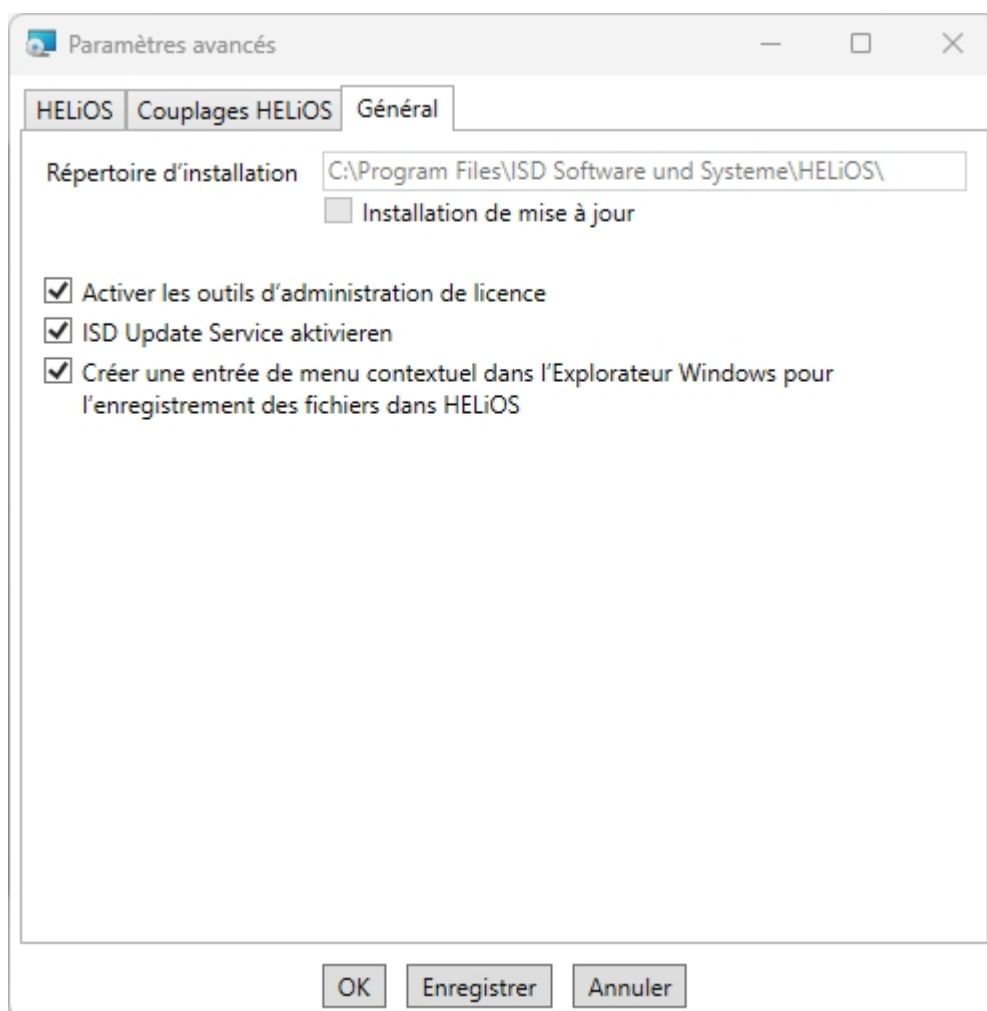 Paramètres avancés
HELiOS
Couplages HELiOS
Général
Répertoire d’installation
C:\Program Files\ISD Software und Systeme\HELiOS\
Installation de mise à jour
Activer les outils d’administration de licence
ISD Update Service aktivieren
Créer une entrée de menu contextuel dans l’Explorateur Windows pour
l’enregistrement des fichiers dans HELiOS
OK
Enregistrer
Annuler